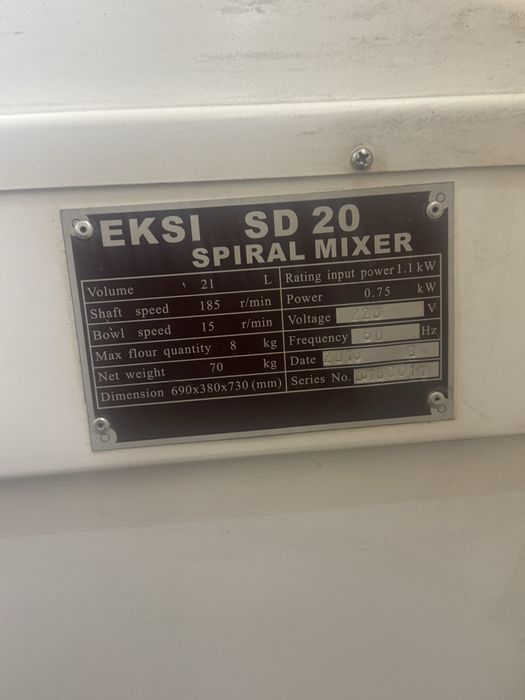 EKSI SD 20
SPIRAL MIXER
Volume 21 L
Shaft speed 185 r/min
Bowl speed 15 r/min
Max flour quantity 8 kg
Net weight 70 kg
Dimension 690x380x730 (mm)
Rating input power 1.1 kW
Power 0.75 kW
Voltage 220 V
Frequency 50 Hz
Date
Series No.